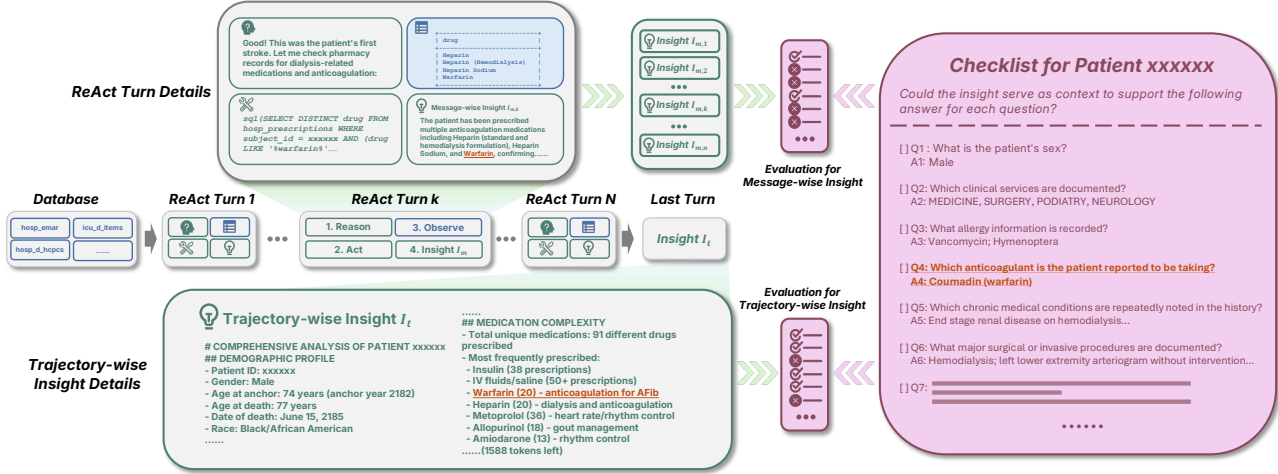 ReAct Turn Details
Good! This was the patient's first
stroke. Let me check pharmacy
records for dialysis-related
medications and anticoagulation:
+----------------------+
| drug |
+----------------------+
| Heparin |
| Heparin (Hemodialysis) |
| Heparin Sodium |
| Warfarin |
sql(SELECT DISTINCT drug FROM
hosp_prescriptions WHERE
subject_id = xxxxxx AND (drug
LIKE '%warfarin%'……
Message-wise Insight I_{m,k}
The patient has been prescribed
multiple anticoagulation medications
including Heparin (standard and
hemodialysis formulation), Heparin
Sodium, and Warfarin, confirming……
Insight I_{m,1}
Insight I_{m,2}
•••
Insight I_{m,k}
•••
Insight I_{m,n}
•••
Evaluation for
Message-wise Insight
Database
hosp_emar
icu_d_items
hosp_d_hcpcs
……
ReAct Turn 1
•••
ReAct Turn k
1. Reason
3. Observe
2. Act
4. Insight I_m
•••
ReAct Turn N
Last Turn
Insight I_t
Trajectory-wise
Insight Details
Trajectory-wise Insight I_t
# COMPREHENSIVE ANALYSIS OF PATIENT xxxxxx
## DEMOGRAPHIC PROFILE
- Patient ID: xxxxxx
- Gender: Male
- Age at anchor: 74 years (anchor year 2182)
- Age at death: 77 years
- Date of death: June 15, 2185
- Race: Black/African American
……
……
## MEDICATION COMPLEXITY
- Total unique medications: 91 different drugs
prescribed
- Most frequently prescribed:
- Insulin (38 prescriptions)
- IV fluids/saline (50+ prescriptions)
- Warfarin (20) - anticoagulation for AFib
- Heparin (20) - dialysis and anticoagulation
- Metoprolol (36) - heart rate/rhythm control
- Allopurinol (18) - gout management
- Amiodarone (13) - rhythm control
……(1588 tokens left)
Evaluation for
Trajectory-wise Insight
•••
Checklist for Patient xxxxxx
Could the insight serve as context to support the following
answer for each question?
[ ] Q1 : What is the patient's sex?
A1: Male
[ ] Q2: Which clinical services are documented?
A2: MEDICINE, SURGERY, PODIATRY, NEUROLOGY
[ ] Q3: What allergy information is recorded?
A3: Vancomycin; Hymenoptera
[ ] Q4: Which anticoagulant is the patient reported to be taking?
A4: Coumadin (warfarin)
[ ] Q5: Which chronic medical conditions are repeatedly noted in the history?
A5: End stage renal disease on hemodialysis...
[ ] Q6: What major surgical or invasive procedures are documented?
A6: Hemodialysis; left lower extremity arteriogram without intervention...
[ ] Q7:
••••••